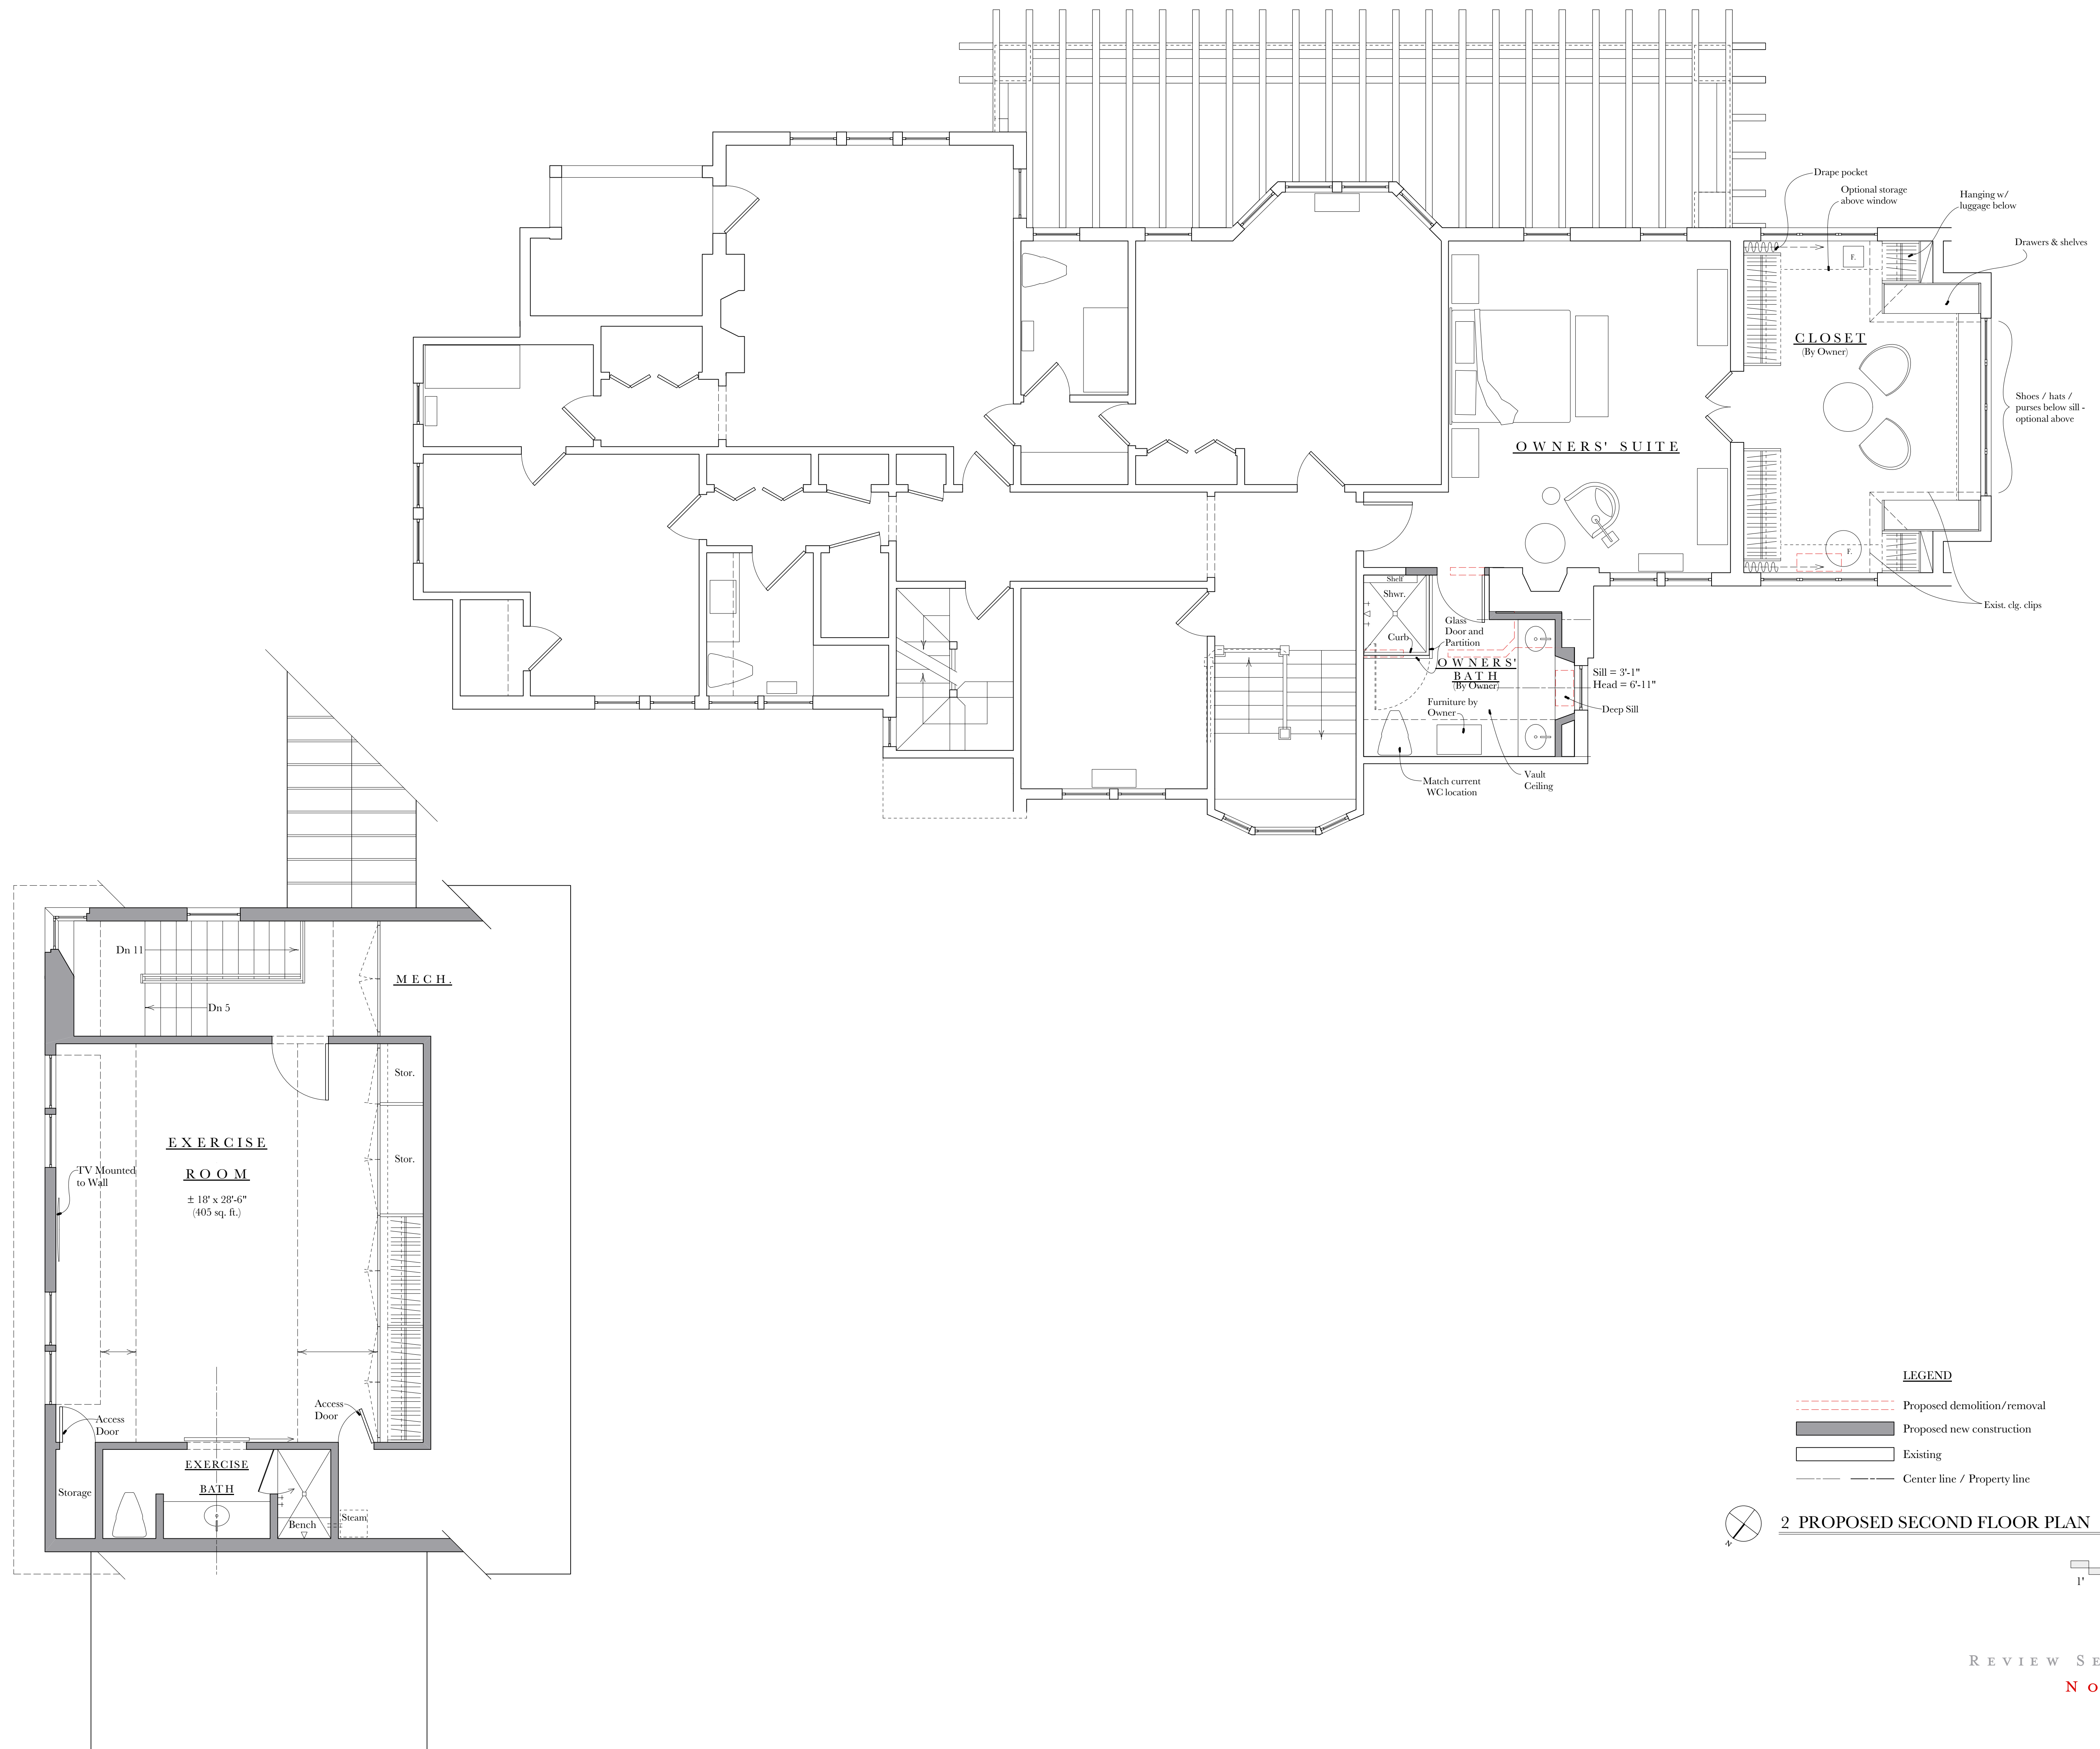 Drape pocket
Optional storage
above window
Hanging w/
luggage below
Drawers & shelves
F.
CLOSET
(By Owner)
Shoes / hats /
purses below sill -
optional above
OWNERS' SUITE
F.
Exist. clg. clips
Shelf
Shwr.
Curb
Glass
Door and
Partition
OWNERS'
BATH
(By Owner)
Sill = 3'-1"
Head = 6'-11"
Deep Sill
Furniture by
Owner
Match current
WC location
Vault
Ceiling
Dn 11
MECH.
Dn 5
Stor.
EXERCISE
ROOM
± 18' x 28'-6"
(405 sq. ft.)
Stor.
TV Mounted
to Wall
Access
Door
Access
Door
EXERCISE
BATH
Storage
Bench
Steam
LEGEND
Proposed demolition/removal
Proposed new construction
Existing
Center line / Property line
N
2 PROPOSED SECOND FLOOR PLAN
1'
REVIEW SE
NO